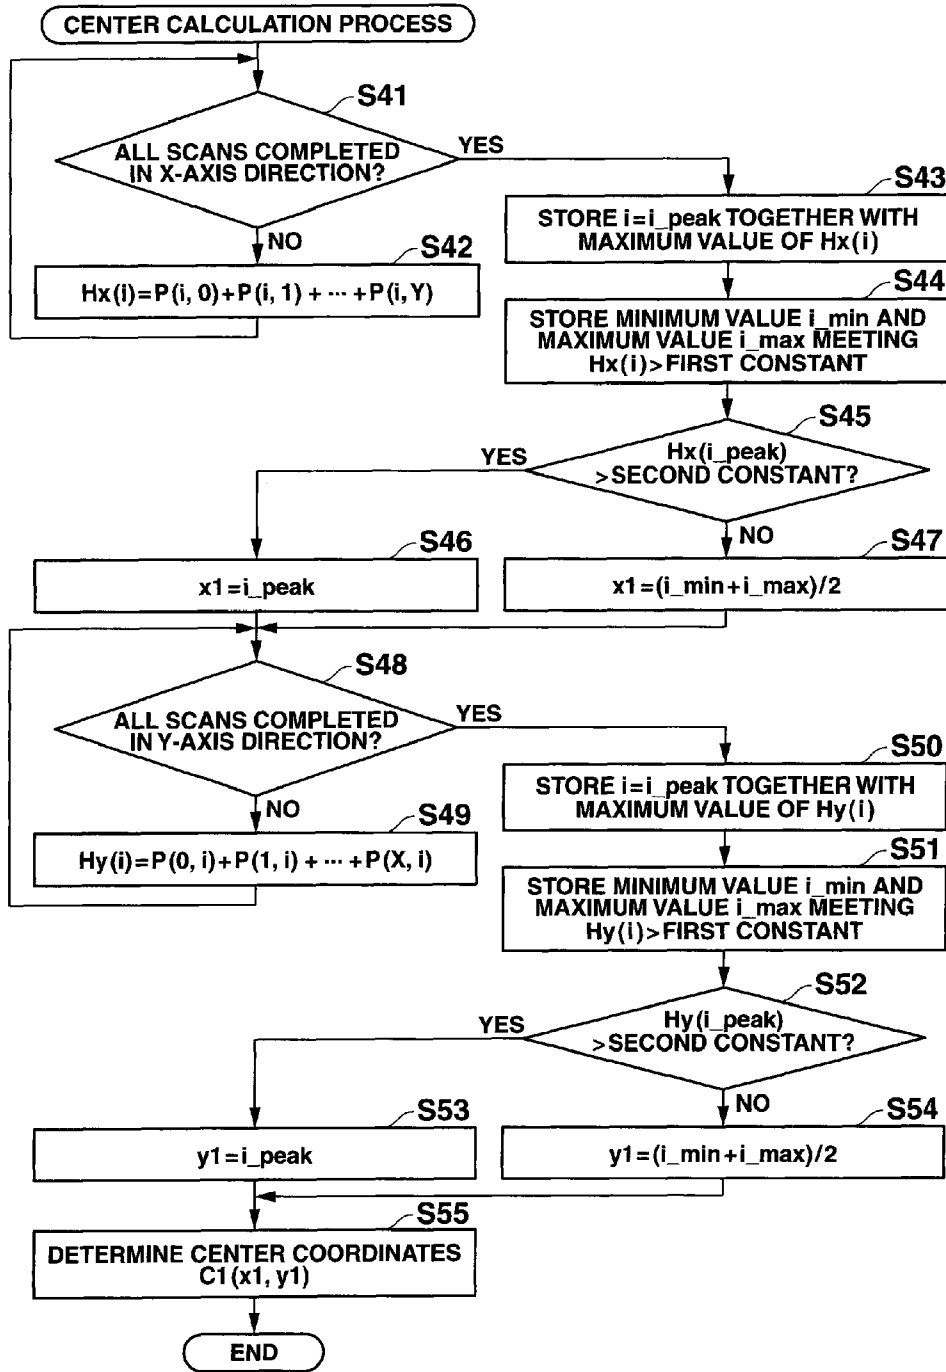 CENTER CALCULATION PROCESS
S41
ALL SCANS COMPLETED
IN X-AXIS DIRECTION?
YES
NO
S42
Hx(i)=P(i, 0)+P(i, 1) + ··· +P(i, Y)
S43
STORE i=i_peak TOGETHER WITH
MAXIMUM VALUE OF Hx(i)
S44
STORE MINIMUM VALUE i_min AND
MAXIMUM VALUE i_max MEETING
Hx(i)>FIRST CONSTANT
S45
Hx(i_peak)
>SECOND CONSTANT?
YES
NO
S46
x1=i_peak
S47
x1=(i_min+i_max)/2
S48
ALL SCANS COMPLETED
IN Y-AXIS DIRECTION?
YES
NO
S49
Hy(i)=P(0, i)+P(1, i) + ··· +P(X, i)
S50
STORE i=i_peak TOGETHER WITH
MAXIMUM VALUE OF Hy(i)
S51
STORE MINIMUM VALUE i_min AND
MAXIMUM VALUE i_max MEETING
Hy(i)>FIRST CONSTANT
S52
Hy(i_peak)
>SECOND CONSTANT?
YES
NO
S53
y1=i_peak
S54
y1=(i_min+i_max)/2
S55
DETERMINE CENTER COORDINATES
C1(x1, y1)
END